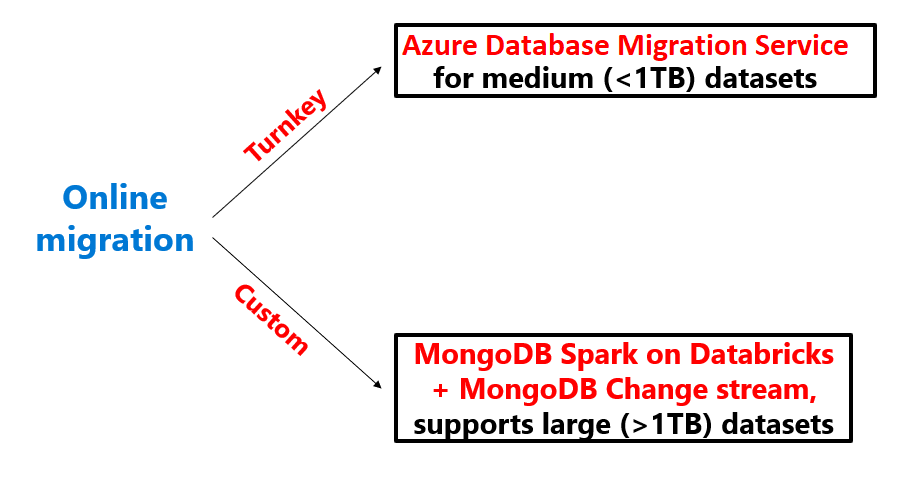 Azure Database Migration Service
for medium (<1TB) datasets
Turnkey
Online
migration
Custom
MongoDB Spark on Databricks
+ MongoDB Change stream,
supports large (>1TB) datasets